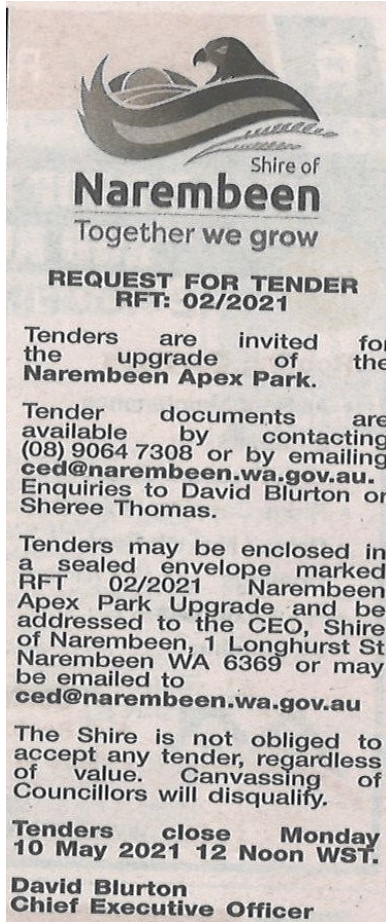 Shire of
Narembeen
Together we grow
REQUEST FOR TENDER
RFT: 02/2021
Tenders are invited for
the upgrade of the
Narembeen Apex Park.
Tender documents are
available by contacting
(08) 9064 7308 or by emailing
ced@narembeen.wa.gov.au.
Enquiries to David Blurton or
Sheree Thomas.
Tenders may be enclosed in
a sealed envelope marked
RFT 02/2021 Narembeen
Apex Park Upgrade and be
addressed to the CEO, Shire
of Narembeen, 1 Longhurst St
Narembeen WA 6369 or may
be emailed to
ced@narembeen.wa.gov.au
The Shire is not obliged to
accept any tender, regardless
of value. Canvassing of
Councillors will disqualify.
Tenders close Monday
10 May 2021 12 Noon WST.
David Blurton
Chief Executive Officer